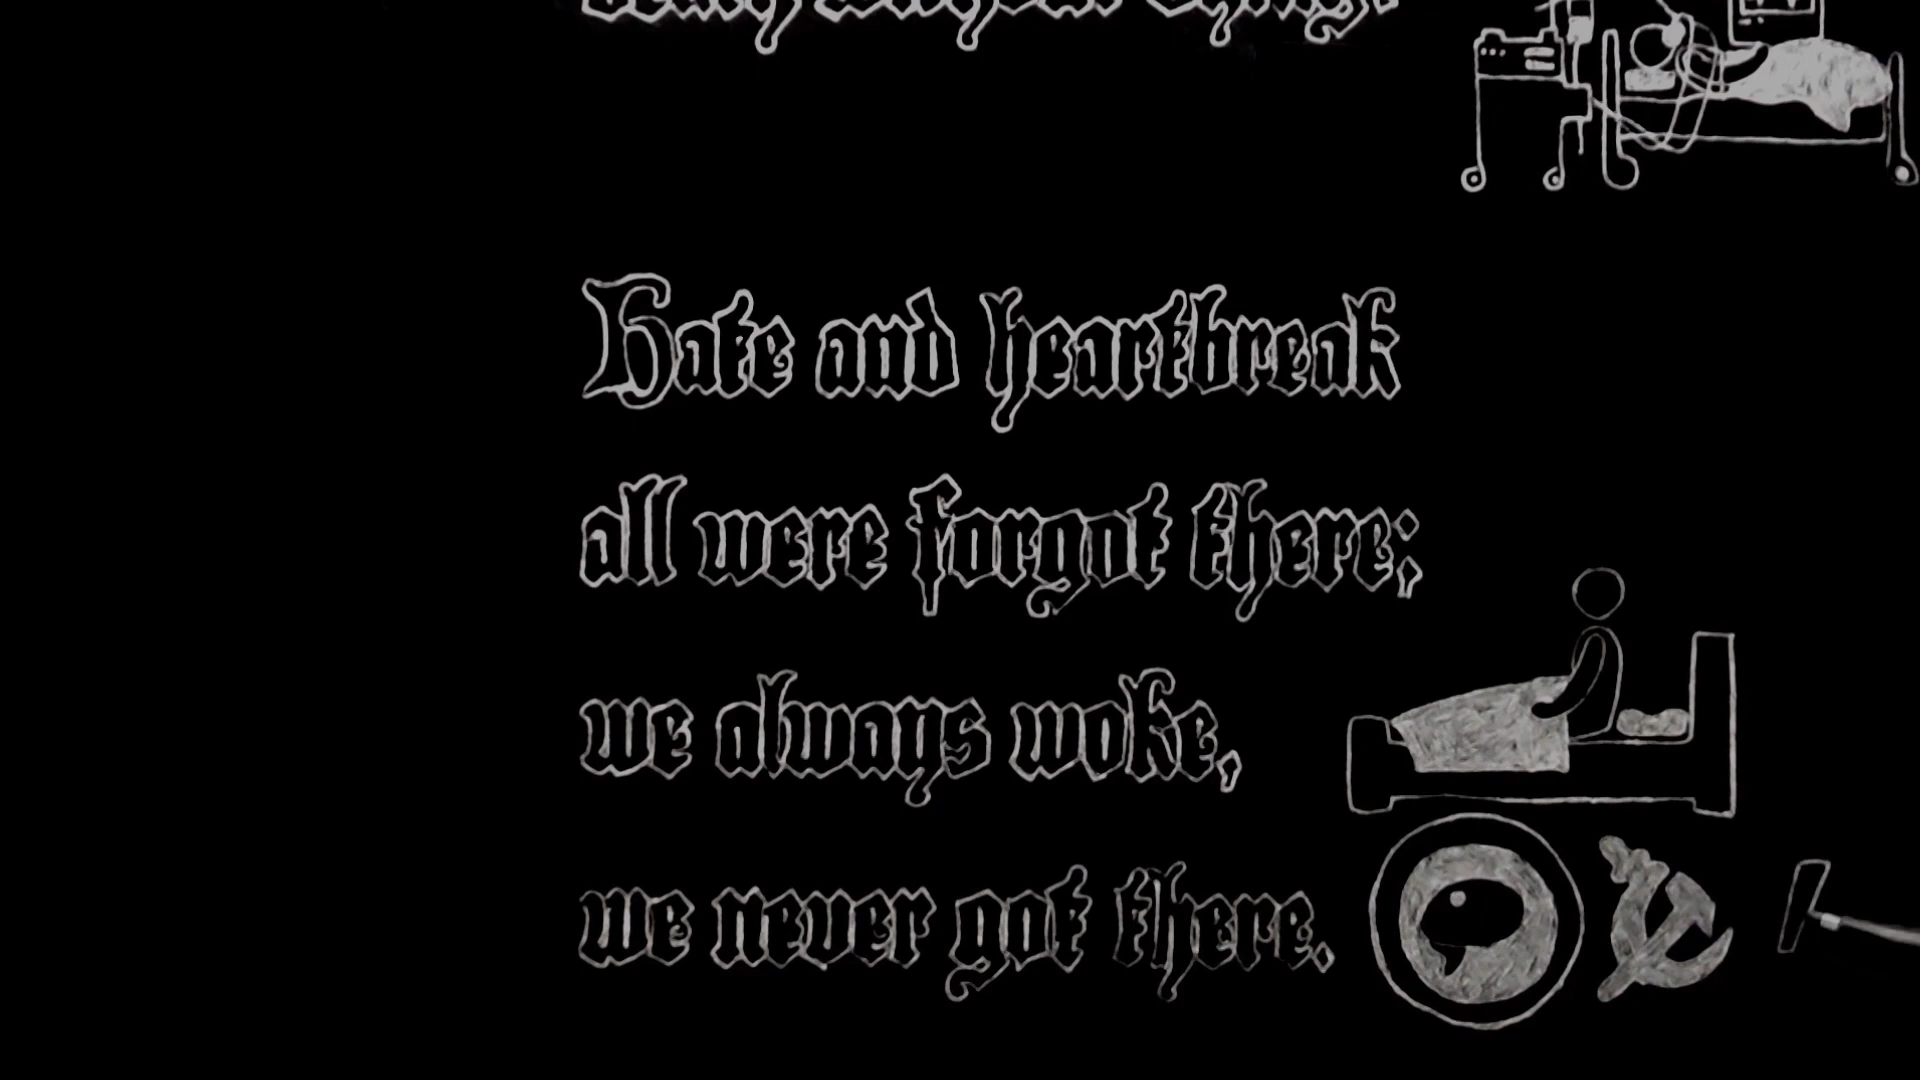 Hate and heartbreak
all were forgot there;
we always woke,
we never got there.